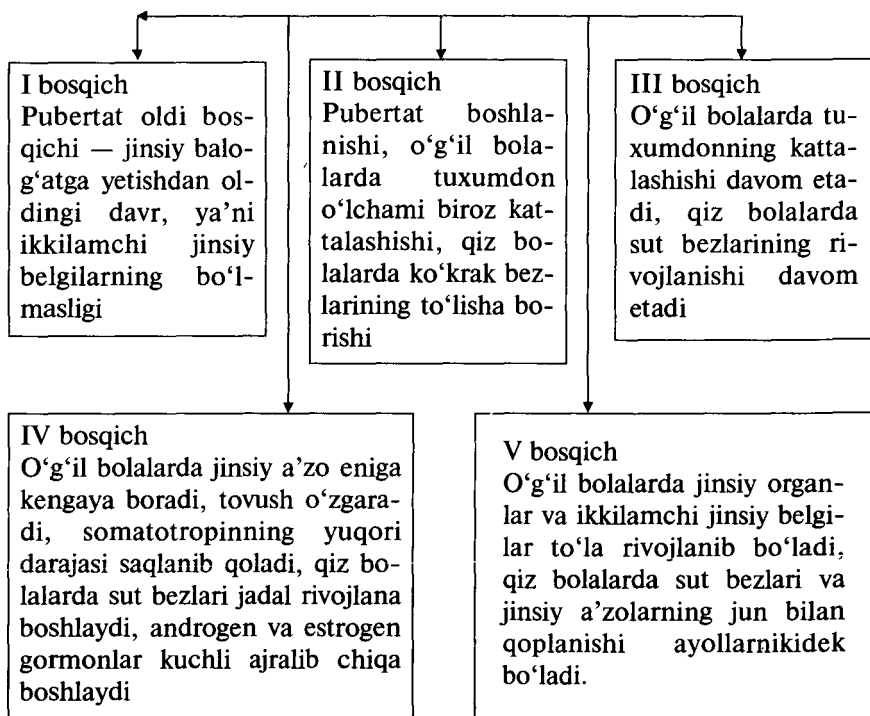 I bosqich
Pubertat oldi bos-
qichi — jinsiy balo-
g‘atga yetishdan ol-
dingi davr, ya’ni
ikkilamchi jinsiy
belgilarning bo‘l-
masligi
II bosqich
Pubertat boshla-
nishi, o‘g‘il bola-
larda tuxumdon
o‘lchami biroz kat-
talashishi, qiz bo-
lalarda ko‘krak bez-
larining to‘lisha bo-
rishi
III bosqich
O‘g‘il bolalarda tu-
xumdonning katta-
lashishi davom eta-
di, qiz bolalarda
sut bezlarining ri-
vojlanishi davom
etadi
IV bosqich
O‘g‘il bolalarda jinsiy a’zo eniga
kengaya boradi, tovush o‘zgara-
di, somatotropinning yuqori
darajasi saqlanib qoladi, qiz bo-
lalarda sut bezlari jadal rivojlana
boshlaydi, androgen va estrogen
gormonlar kuchli ajralib chiqa
boshlaydi
V bosqich
O‘g‘il bolalarda jinsiy organ-
lar va ikkilamchi jinsiy belgi-
lar to‘la rivojlanib bo‘ladi,
qiz bolalarda sut bezlari va
jinsiy a’zolarning jun bilan
qoplanishi ayollarnikidek
bo‘ladi.